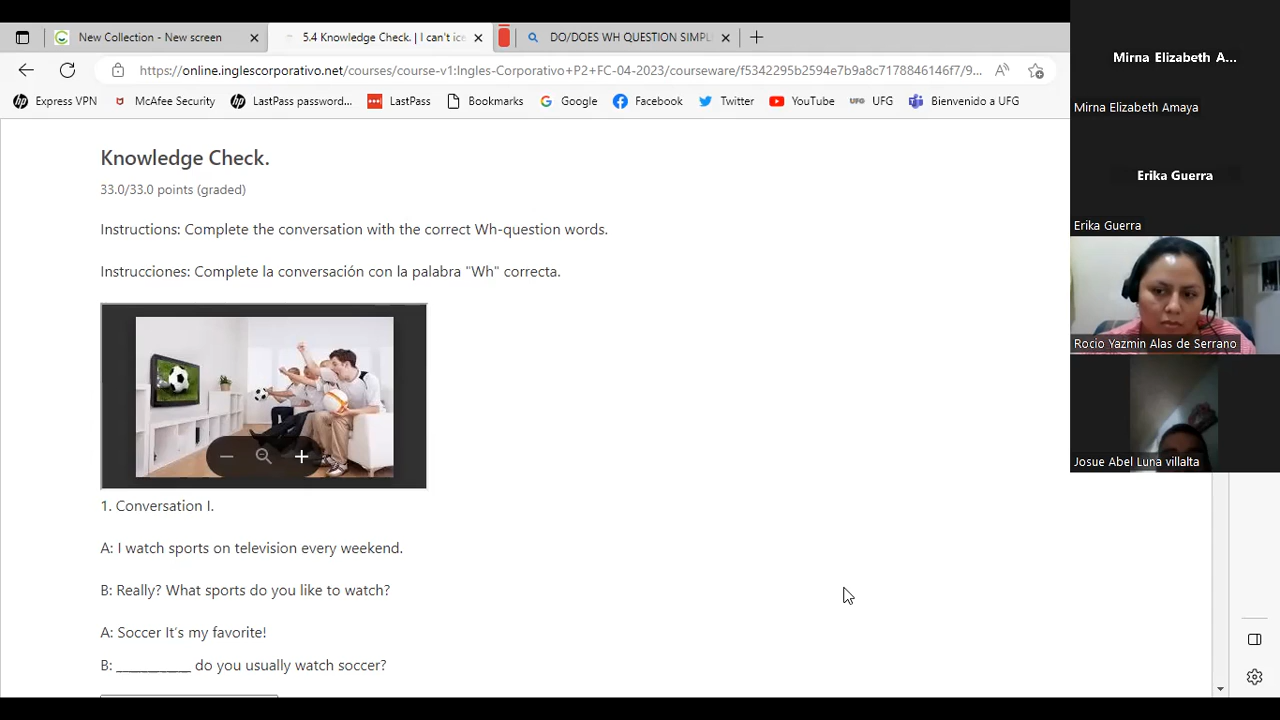 New Collection - New screen
5.4 Knowledge Check. | I can't ice
DO/DOES WH QUESTION SIMPL
https://online.inglescorporativo.net/courses/course-v1:Ingles-Corporativo+P2+FC-04-2023/courseware/f5342295b2594e7b9a8c7178846146f7/9...
Express VPN
McAfee Security
LastPass password...
LastPass
Bookmarks
Google
Facebook
Twitter
YouTube
UFG
UFG
Bienvenido a UFG
Knowledge Check.
33.0/33.0 points (graded)
Instructions: Complete the conversation with the correct Wh-question words.
Instrucciones: Complete la conversación con la palabra "Wh" correcta.
1. Conversation I.
A: I watch sports on television every weekend.
B: Really? What sports do you like to watch?
A: Soccer It's my favorite!
B: ____________ do you usually watch soccer?
Mirna Elizabeth A...
Mirna Elizabeth Amaya
Erika Guerra
Erika Guerra
Rocio Yazmin Alas de Serrano
Josue Abel Luna villalta